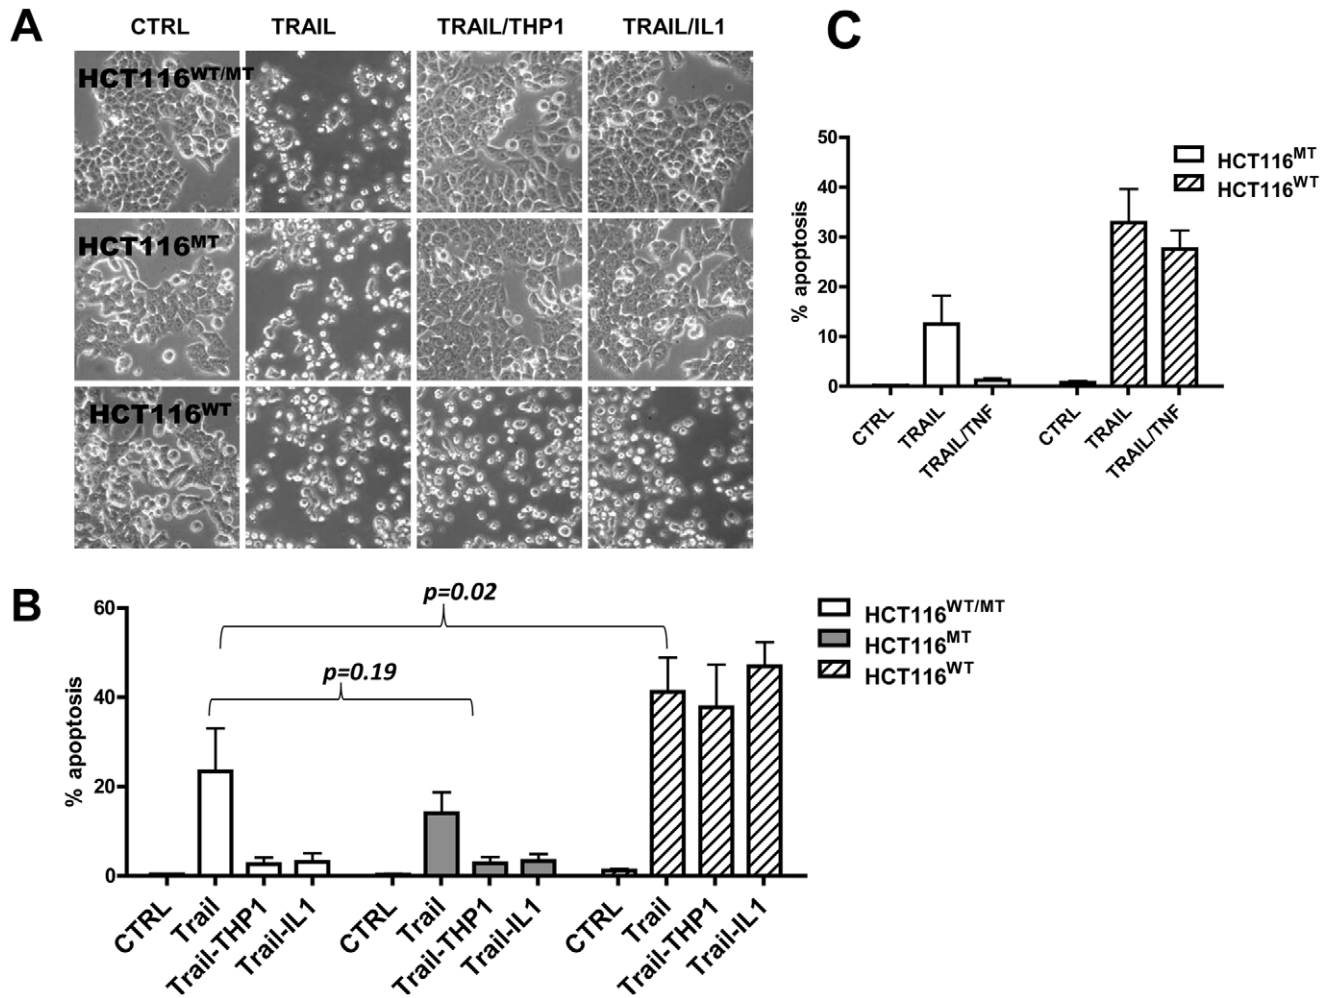 A
CTRL TRAIL TRAIL/THP1 TRAIL/IL1
HCT116WT/MT
HCT116MT
HCT116WT
C
50
40
30
20
10
0
% apoptosis
HCT116MT
HCT116WT
CTRL TRAIL TRAIL/TNF CTRL TRAIL TRAIL/TNF
B
60
40
20
0
% apoptosis
p=0.02
p=0.19
HCT116WT/MT
HCT116MT
HCT116WT
CTRL Trail Trail-THP1 Trail-IL1 CTRL Trail Trail-THP1 Trail-IL1 CTRL Trail Trail-THP1 Trail-IL1